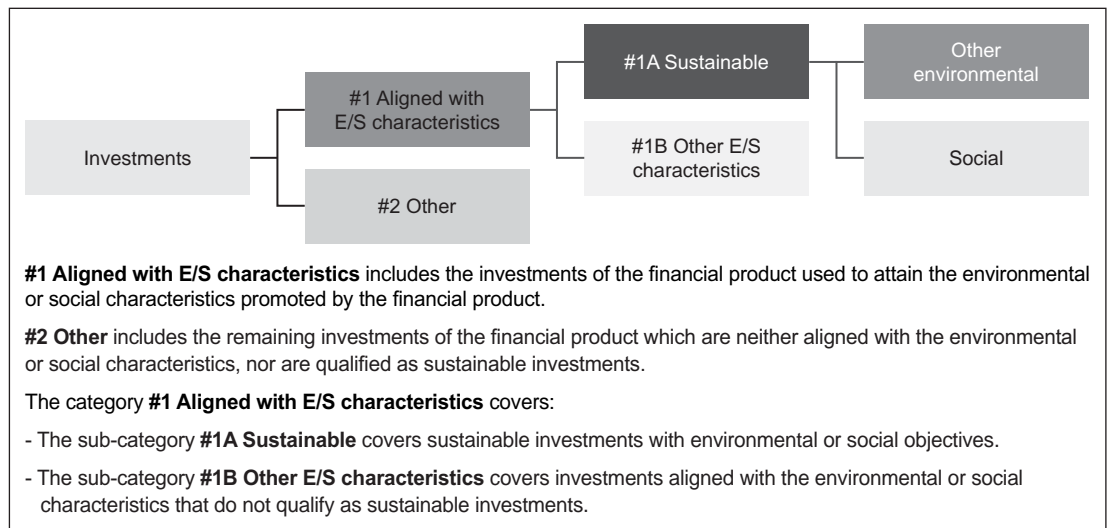 Investments
#1 Aligned with
E/S characteristics
#2 Other
#1A Sustainable
#1B Other E/S
characteristics
Other
environmental
Social
#1 Aligned with E/S characteristics includes the investments of the financial product used to attain the environmental
or social characteristics promoted by the financial product.
#2 Other includes the remaining investments of the financial product which are neither aligned with the environmental
or social characteristics, nor are qualified as sustainable investments.
The category #1 Aligned with E/S characteristics covers:
- The sub-category #1A Sustainable covers sustainable investments with environmental or social objectives.
- The sub-category #1B Other E/S characteristics covers investments aligned with the environmental or social
characteristics that do not qualify as sustainable investments.